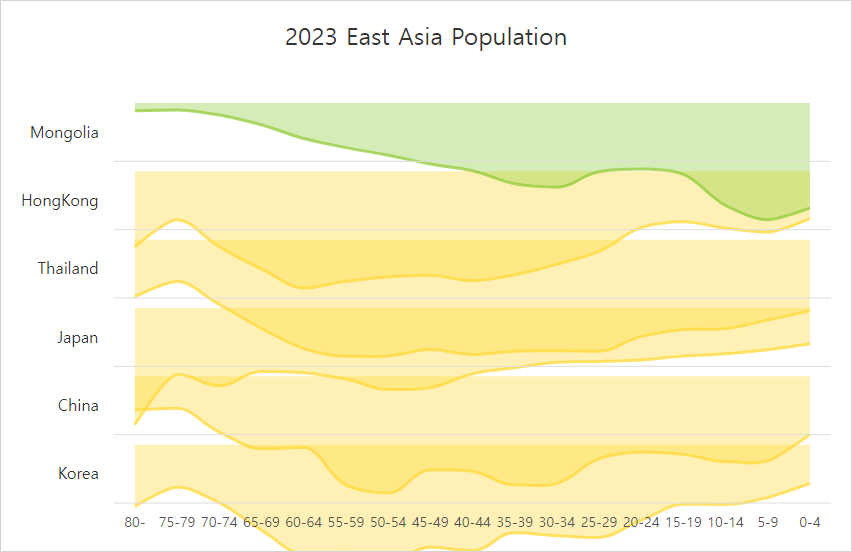 2023 East Asia Population
Mongolia
HongKong
Thailand
Japan
China
Korea
80- 75-79 70-74 65-69 60-64 55-59 50-54 45-49 40-44 35-39 30-34 25-29 20-24 15-19 10-14 5-9 0-4